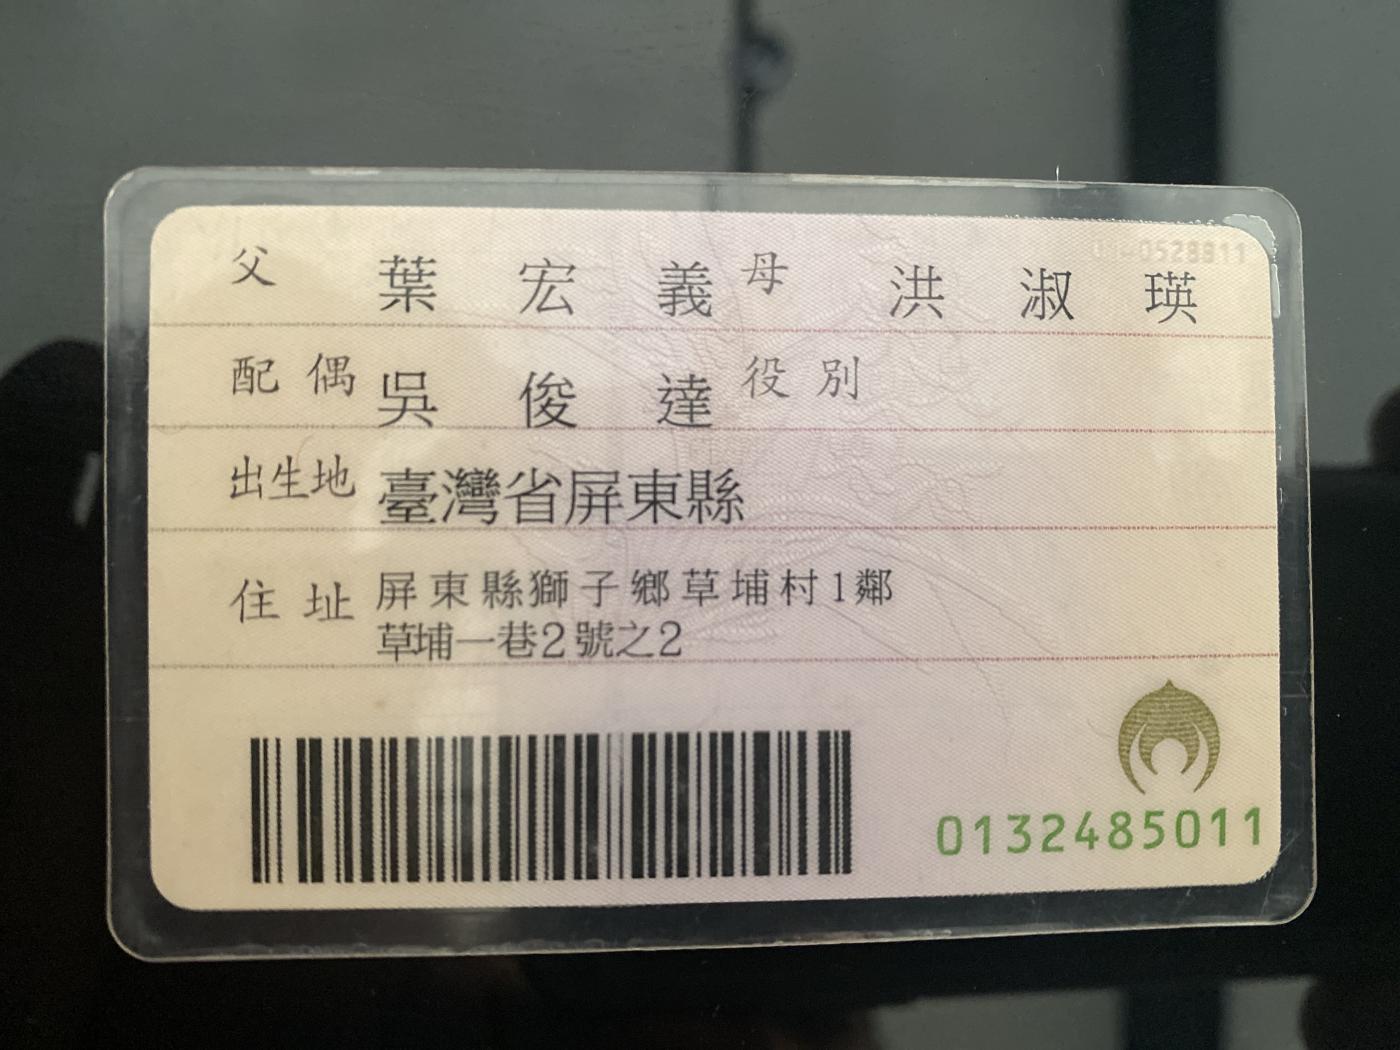 父 葉宏義 母 洪淑瑛
配偶 吳俊達 役別
出生地 臺灣省屏東縣
住址 屏東縣獅子鄉草埔村1鄰
草埔一巷2號之2
0132485011